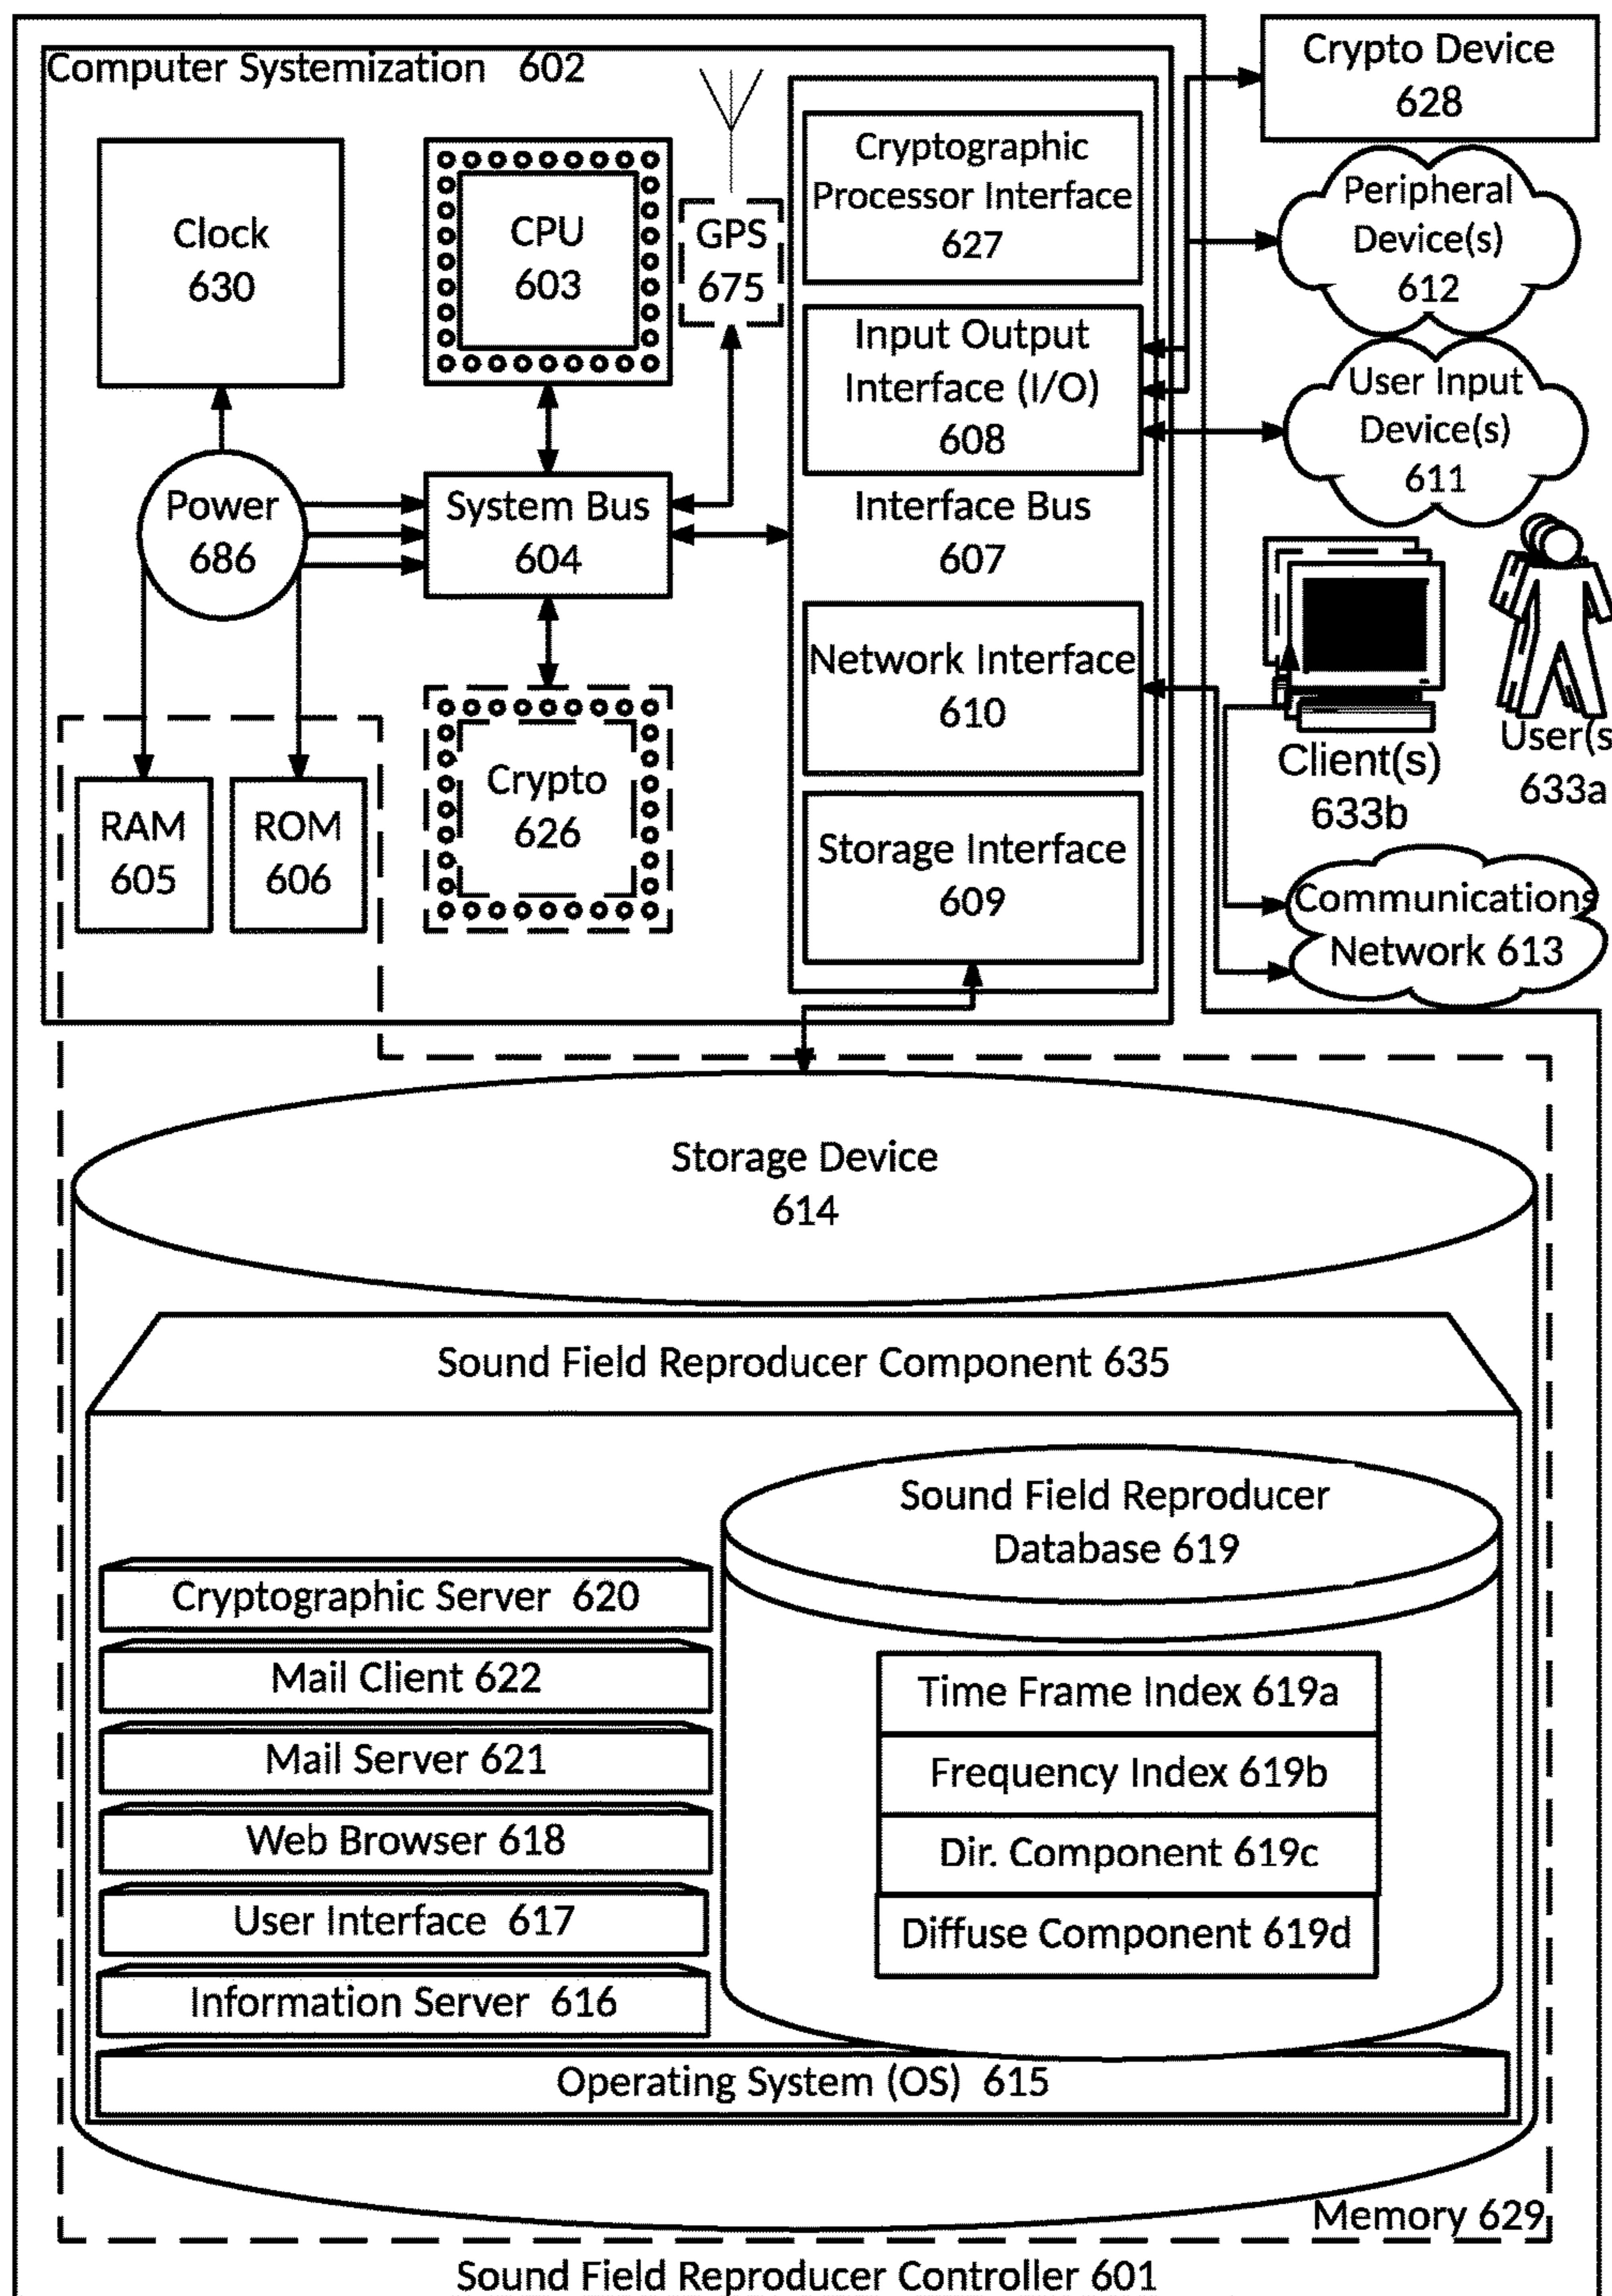 Computer Systemization 602
Clock
630
CPU
603
GPS
675
Power
686
System Bus
604
RAM
605
ROM
606
Crypto
626
Cryptographic
Processor Interface
627
Input Output
Interface (I/O)
608
Interface Bus
607
Network Interface
610
Storage Interface
609
Crypto Device
628
Peripheral
Device(s)
612
User Input
Device(s)
611
Client(s)
633b
User(s
633a
Communications
Network 613
Storage Device
614
Sound Field Reproducer Component 635
Sound Field Reproducer
Database 619
Time Frame Index 619a
Frequency Index 619b
Dir. Component 619c
Diffuse Component 619d
Cryptographic Server 620
Mail Client 622
Mail Server 621
Web Browser 618
User Interface 617
Information Server 616
Operating System (OS) 615
Memory 629
Sound Field Reproducer Controller 601